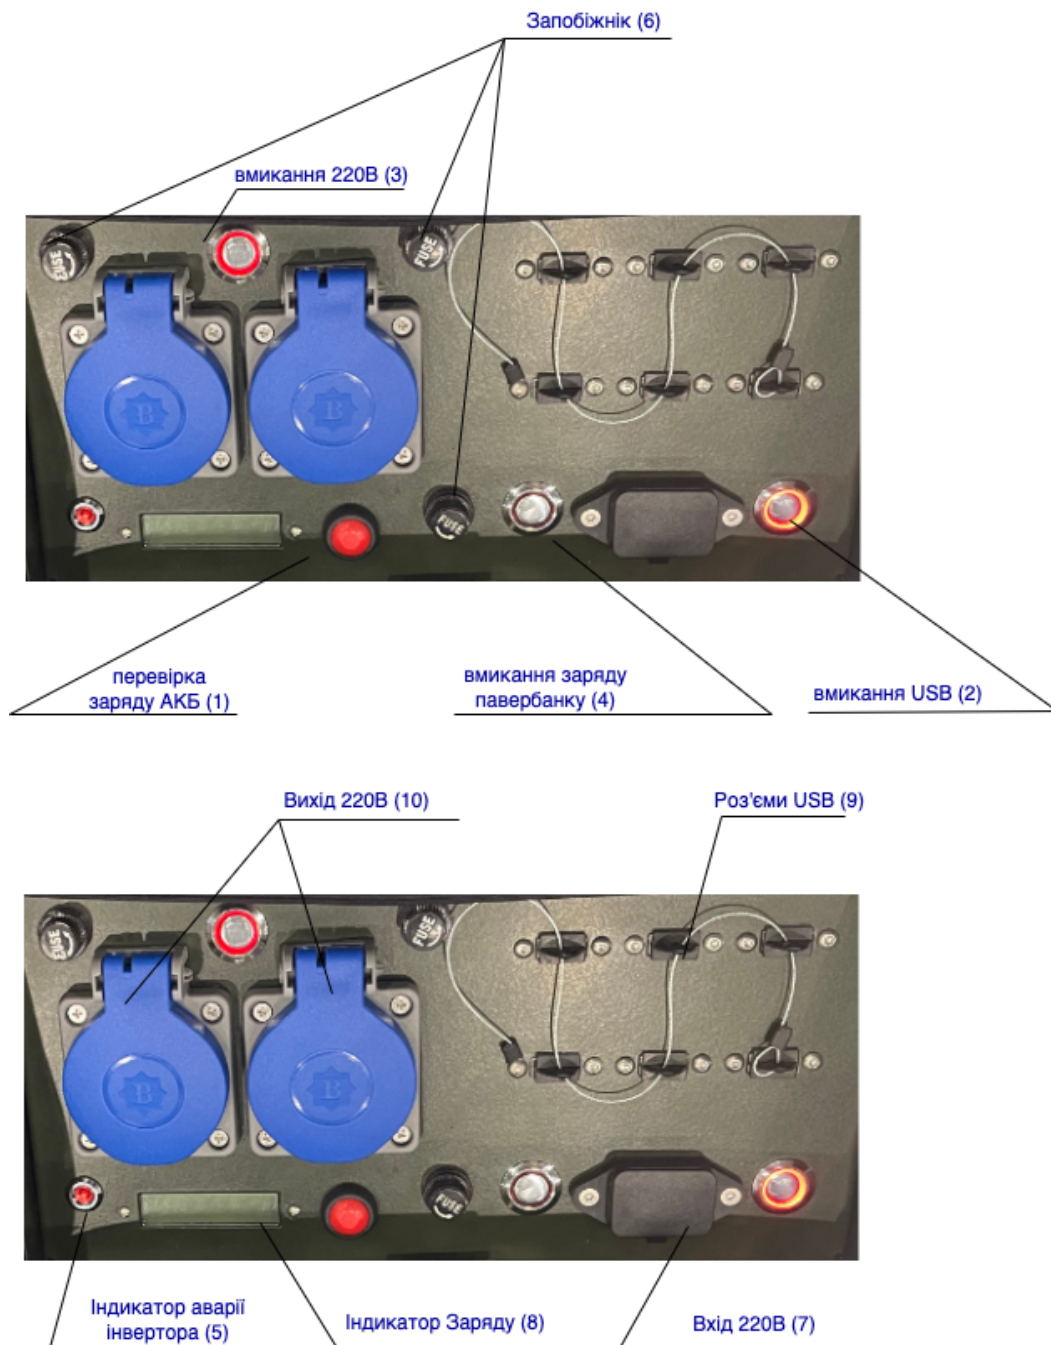 Запобіжнік (6)
вмикання 220В (3)
FUSE
FUSE
B
B
FUSE
перевірка
заряду АКБ (1)
вмикання заряду
павербанку (4)
вмикання USB (2)
Вихід 220В (10)
Роз'єми USB (9)
FUSE
FUSE
B
B
FUSE
Індикатор аварії
інвертора (5)
Індикатор Заряду (8)
Вхід 220В (7)